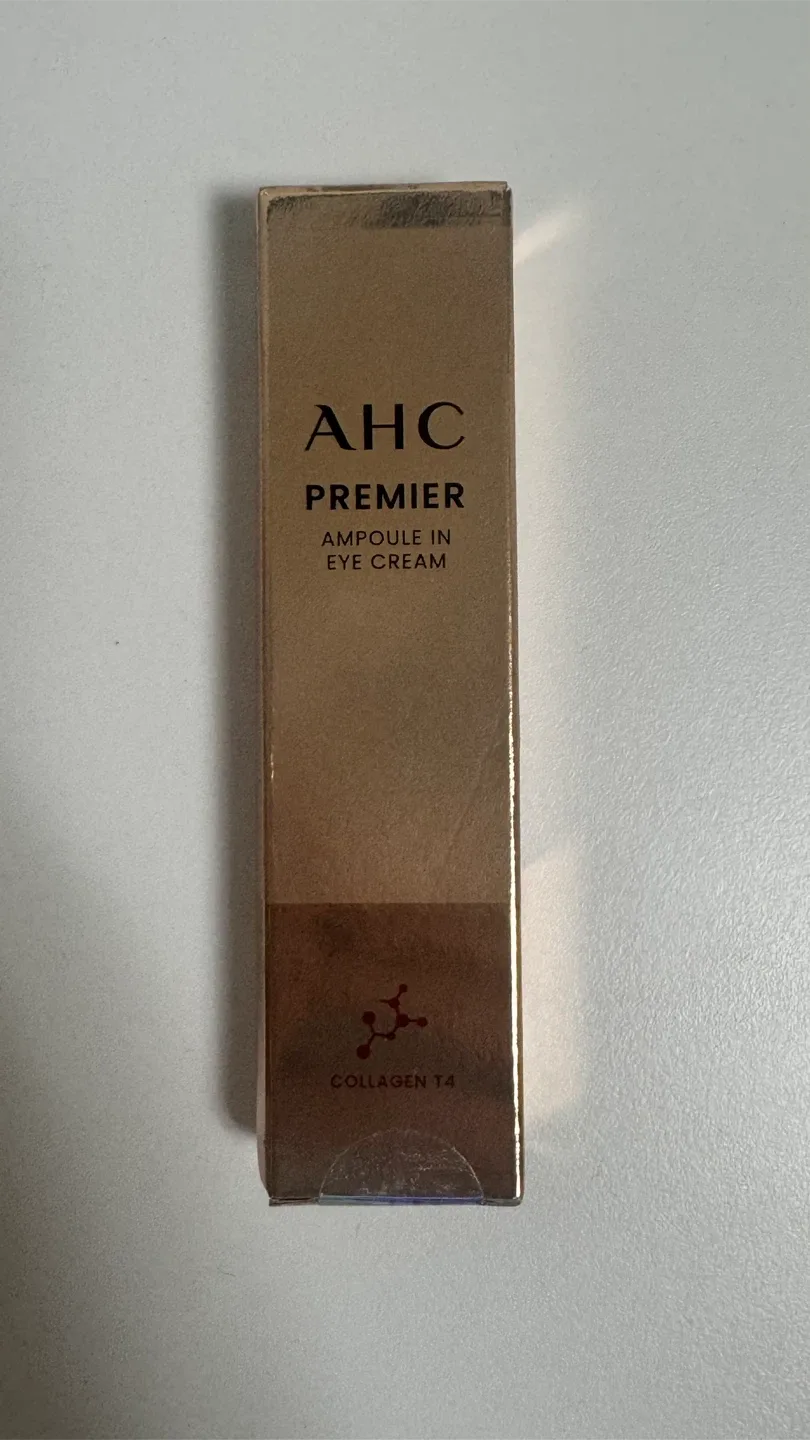 AHC
PREMIER
AMPOULE IN
EYE CREAM
COLLAGEN T4